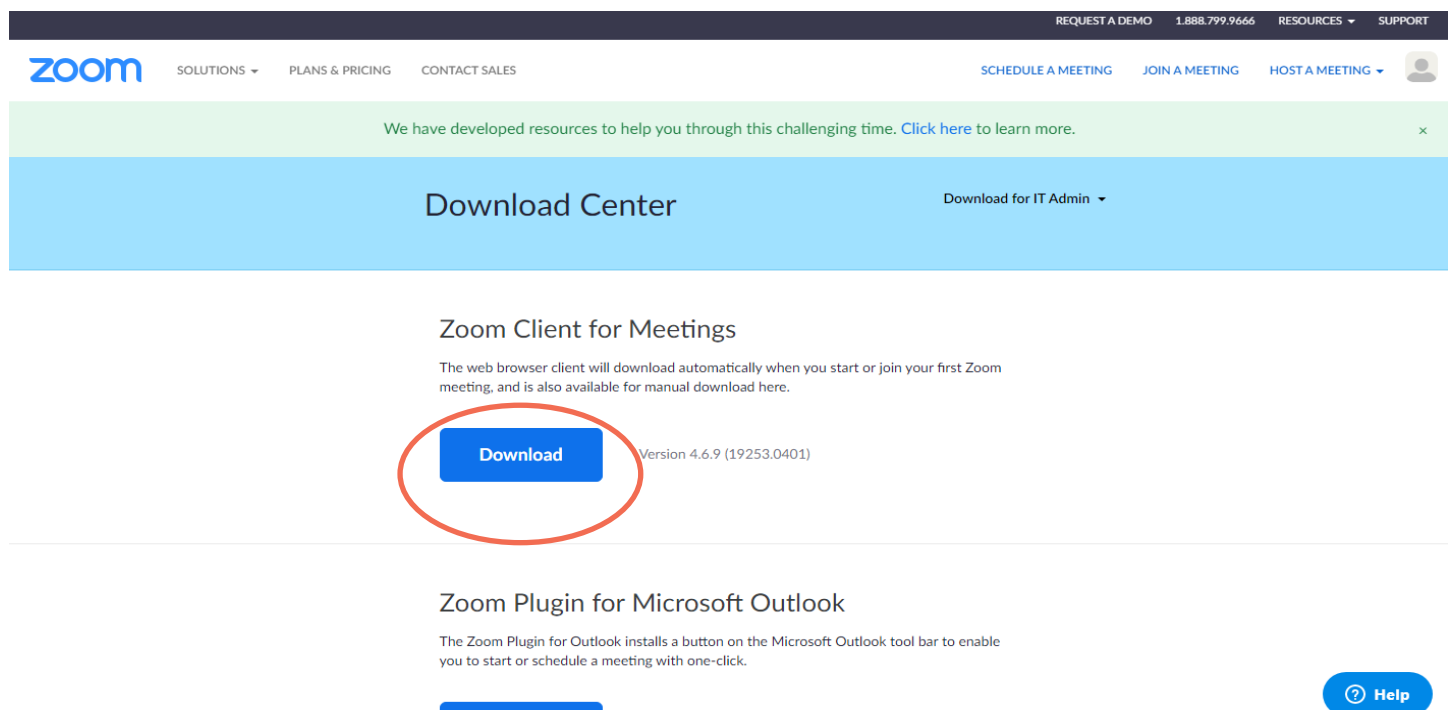 REQUEST A DEMO 1.888.799.9666 RESOURCES SUPPORT
zoom SOLUTIONS PLANS & PRICING CONTACT SALES SCHEDULE A MEETING JOIN A MEETING HOST A MEETING
We have developed resources to help you through this challenging time. Click here to learn more. ×
Download Center Download for IT Admin
Zoom Client for Meetings
The web browser client will download automatically when you start or join your first Zoom
meeting, and is also available for manual download here.
Download Version 4.6.9 (19253.0401)
Zoom Plugin for Microsoft Outlook
The Zoom Plugin for Outlook installs a button on the Microsoft Outlook tool bar to enable
you to start or schedule a meeting with one-click.
? Help